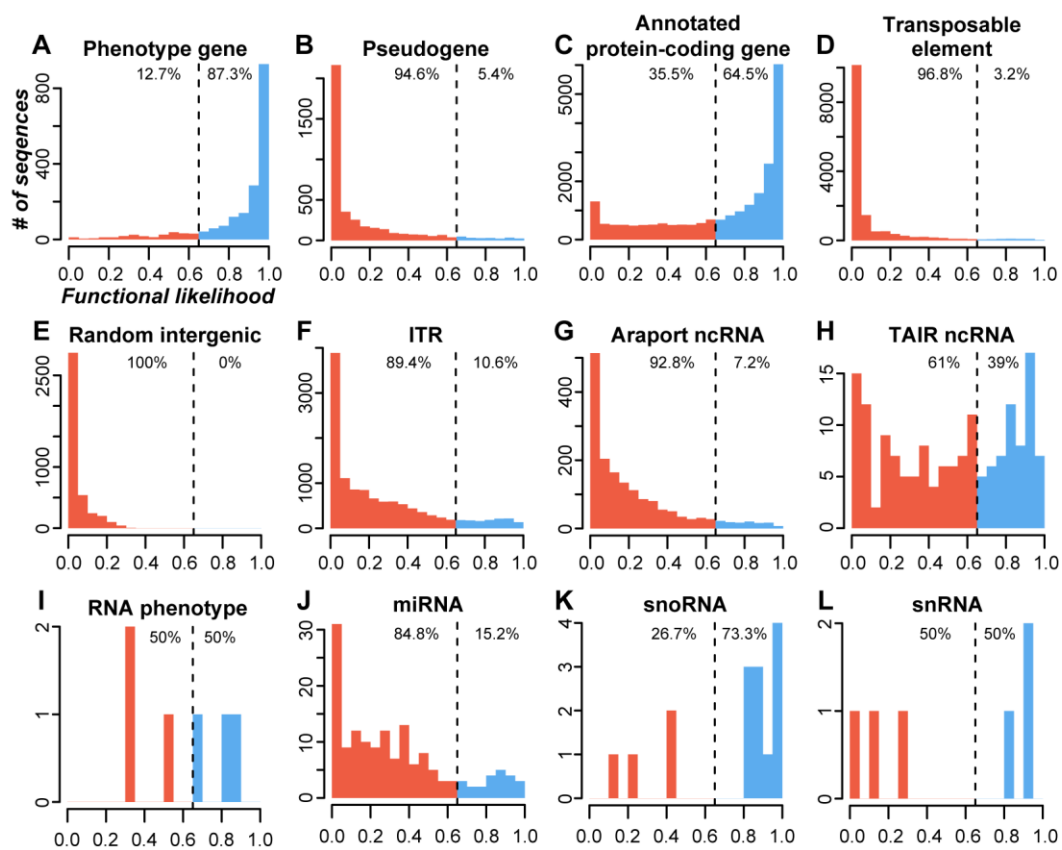 A Phenotype gene
12.7% 87.3%
# of seqences
800
400
0
0.0 0.2 0.4 0.6 0.8 1.0
Functional likelihood
B Pseudogene
94.6% 5.4%
1500
500
0
0.0 0.2 0.4 0.6 0.8 1.0
C Annotated
protein-coding gene
35.5% 64.5%
5000
2000
0
0.0 0.2 0.4 0.6 0.8 1.0
D Transposable
element
96.8% 3.2%
8000
4000
0
0.0 0.2 0.4 0.6 0.8 1.0
E Random intergenic
100% 0%
2500
1000
0
0.0 0.2 0.4 0.6 0.8 1.0
F ITR
89.4% 10.6%
3000
1000
0
0.0 0.2 0.4 0.6 0.8 1.0
G Araport ncRNA
92.8% 7.2%
400
200
0
0.0 0.2 0.4 0.6 0.8 1.0
H TAIR ncRNA
61% 39%
15
10
5
0
0.0 0.2 0.4 0.6 0.8 1.0
I RNA phenotype
50% 50%
2
1
0
0.0 0.2 0.4 0.6 0.8 1.0
J miRNA
84.8% 15.2%
30
20
10
0
0.0 0.2 0.4 0.6 0.8 1.0
K snoRNA
26.7% 73.3%
4
3
2
1
0
0.0 0.2 0.4 0.6 0.8 1.0
L snRNA
50% 50%
2
1
0
0.0 0.2 0.4 0.6 0.8 1.0